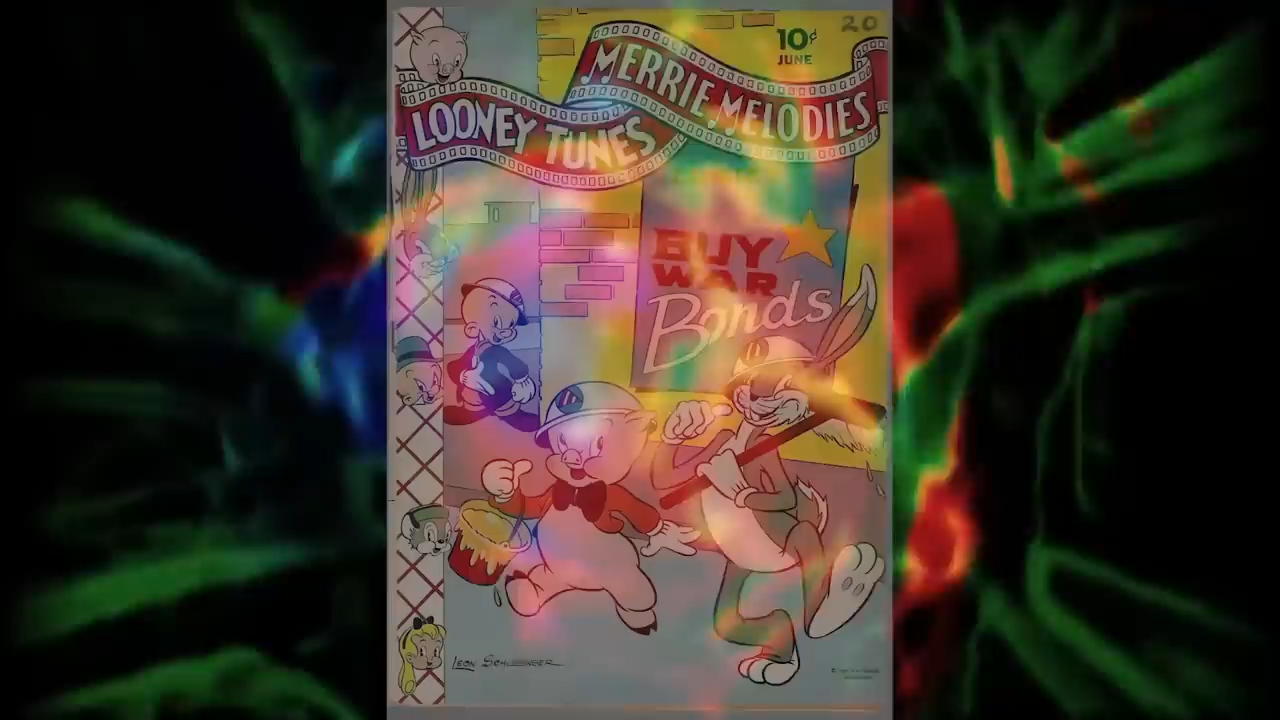 20
10¢
JUNE
MERRIE MELODIES
LOONEY TUNES
BUY
WAR
Bonds
LEON SCHLESINGER